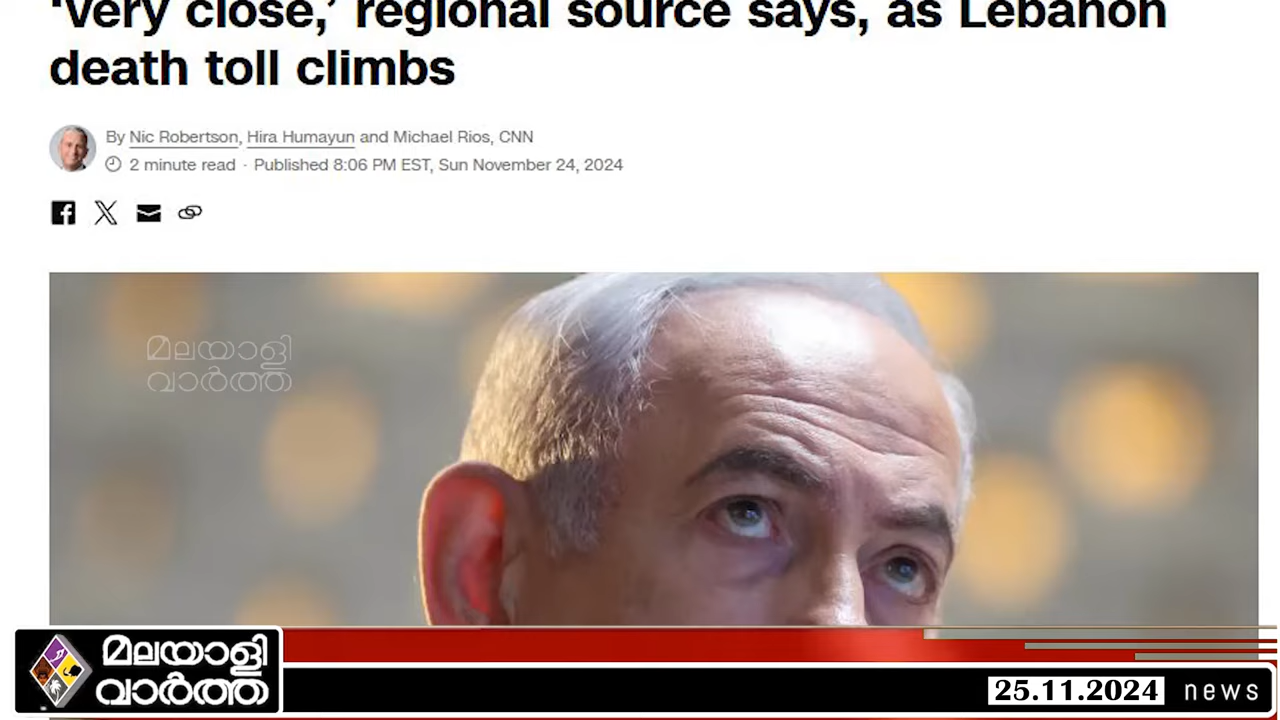 ‘Very close,’ regional source says, as Lebanon
death toll climbs
By Nic Robertson, Hira Humayun and Michael Rios, CNN
2 minute read · Published 8:06 PM EST, Sun November 24, 2024
മലയാളി
വാർത്ത
മലയാളി
വാർത്ത
25.11.2024 news